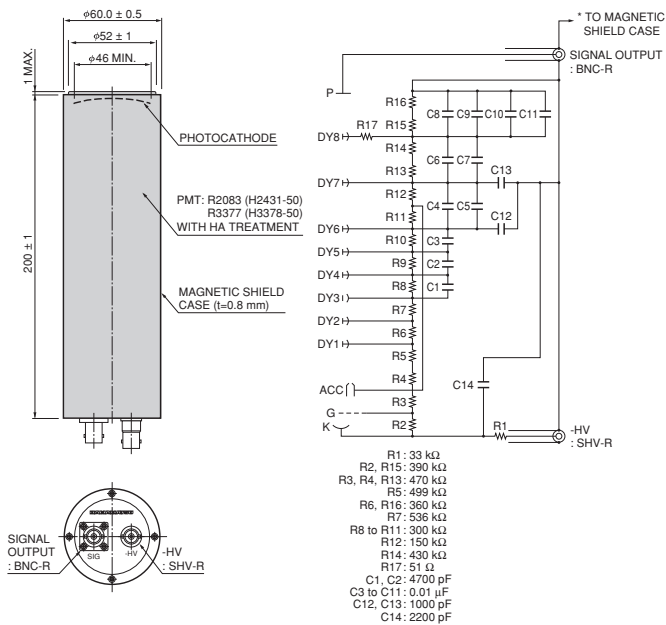 φ60.0 ± 0.5
φ52 ± 1
φ46 MIN.
1 MAX.
200 ± 1
PHOTOCATHODE
PMT: R2083 (H2431-50)
R3377 (H3378-50)
WITH HA TREATMENT
MAGNETIC SHIELD
CASE (t=0.8 mm)
SIGNAL
OUTPUT
: BNC-R
SIG
-HV
-HV
: SHV-R
* TO MAGNETIC
SHIELD CASE
SIGNAL OUTPUT
: BNC-R
P
R16
C8
C9
C10
C11
R15
DY8
R17
R14
C6
C7
R13
C13
DY7
R12
C4
C5
R11
C12
DY6
R10
C3
DY5
R9
C2
DY4
R8
C1
DY3
R7
DY2
R6
DY1
R5
R4
C14
ACC
R3
G
K
R2
R1
-HV
: SHV-R
R1 : 33 kΩ
R2, R15 : 390 kΩ
R3, R4, R13 : 470 kΩ
R5 : 499 kΩ
R6, R16 : 360 kΩ
R7 : 536 kΩ
R8 to R11 : 300 kΩ
R12 : 150 kΩ
R14 : 430 kΩ
R17 : 51 Ω
C1, C2 : 4700 pF
C3 to C11 : 0.01 µF
C12, C13 : 1000 pF
C14 : 2200 pF